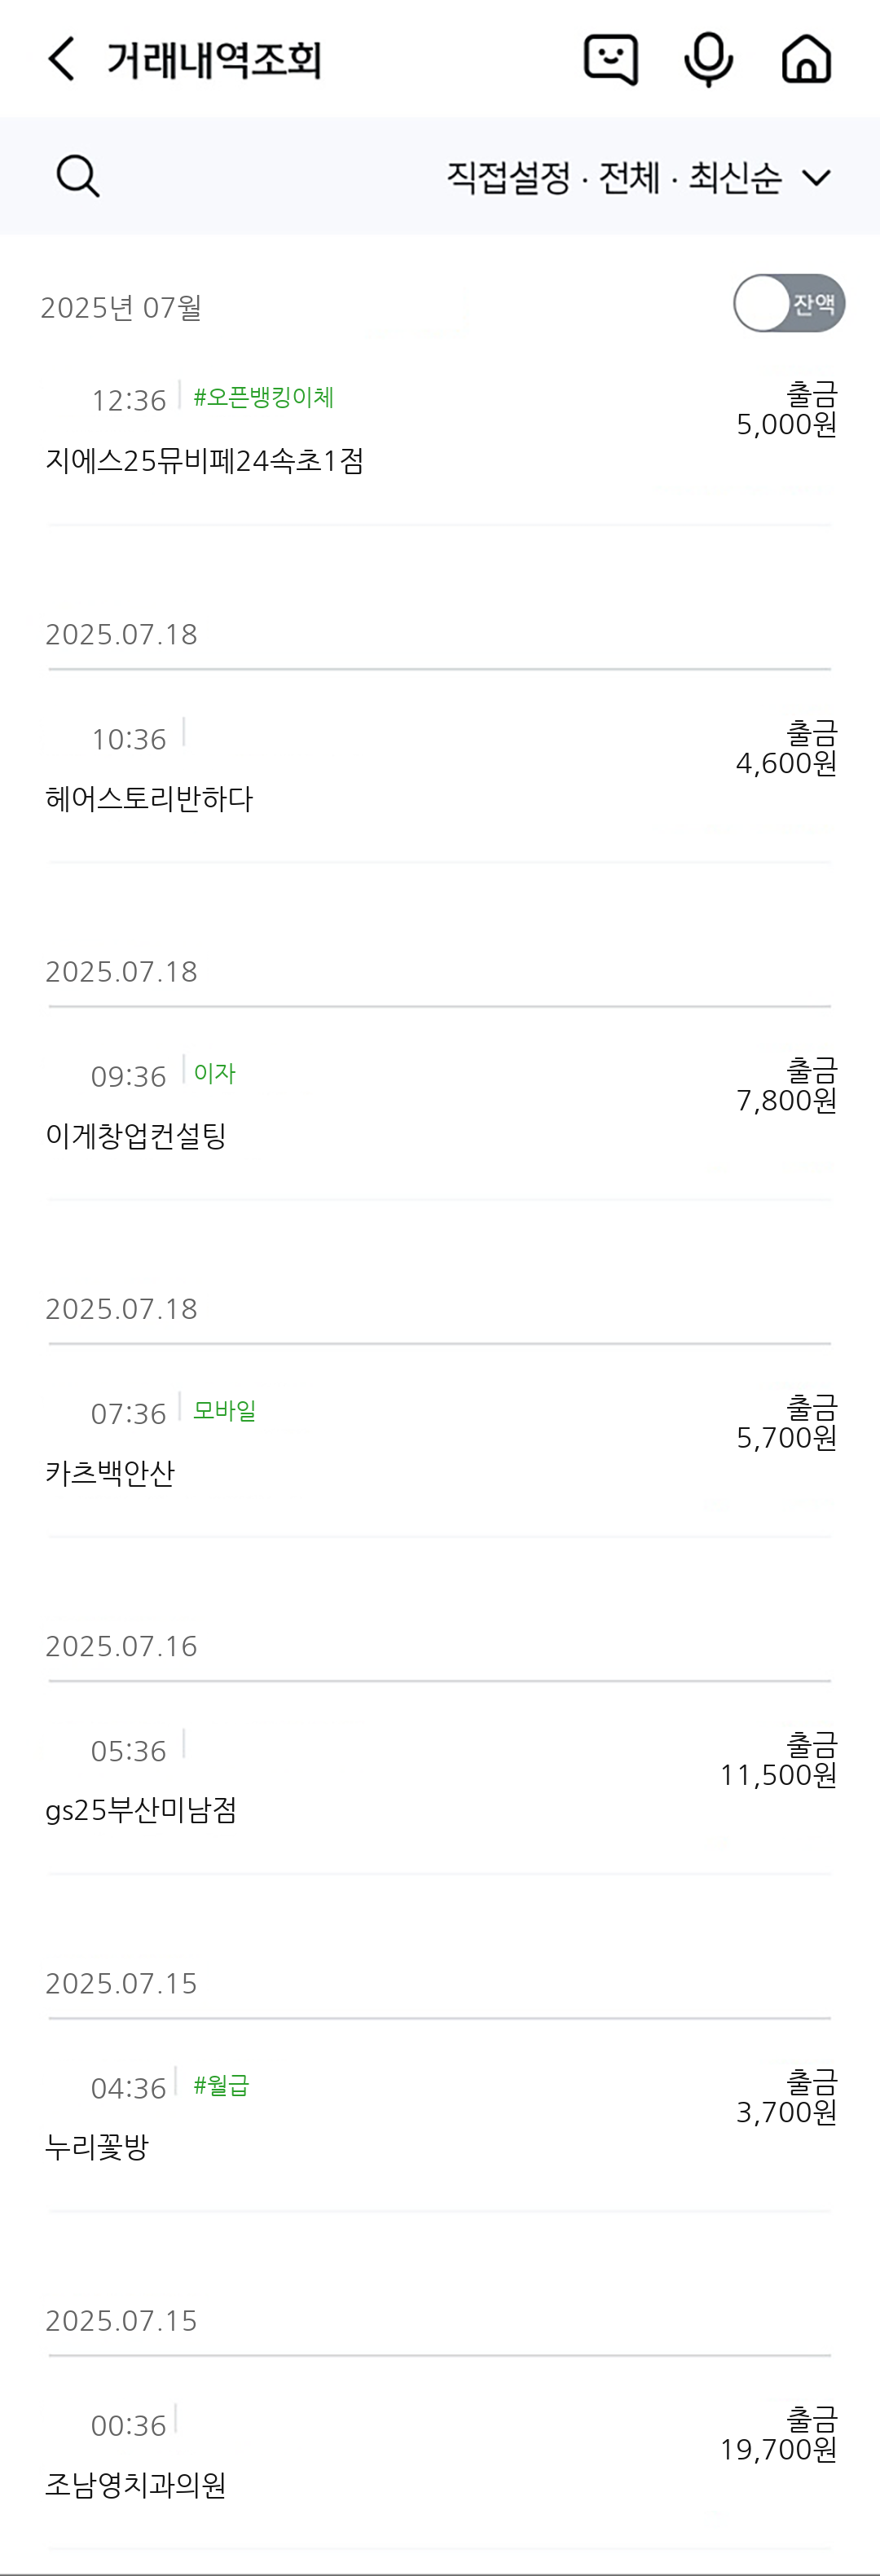 거래내역조회
직접설정 · 전체 · 최신순
2025년 07월
잔액
12:36 #오픈뱅킹이체
출금
5,000원
지에스25뮤비페24속초1점
2025.07.18
10:36
출금
4,600원
헤어스토리반하다
2025.07.18
09:36 이자
출금
7,800원
이게창업컨설팅
2025.07.18
07:36 모바일
출금
5,700원
카츠백안산
2025.07.16
05:36
출금
11,500원
gs25부산미남점
2025.07.15
04:36 #월급
출금
3,700원
누리꽃방
2025.07.15
00:36
출금
19,700원
조남영치과의원